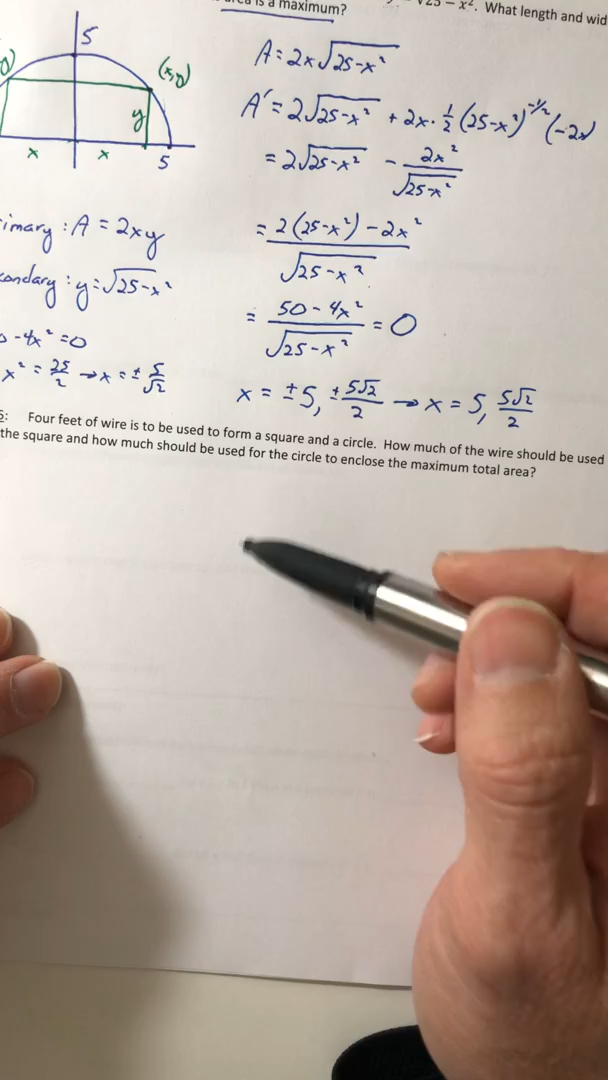 is a maximum?
25 − x². What length and wid
5
(x,y)
y
x
x
5
A = 2x√25-x²
A' = 2√25-x² + 2x · 1/2 (25-x²)^-1/2 (-2x)
= 2√25-x² - 2x²/√25-x²
= 2(25-x²) - 2x²/√25-x²
= 50 - 4x²/√25-x² = 0
x = ±5, ±5√2/2 → x = 5, 5√2/2
imary: A = 2xy
condary: y = √25-x²
0 - 4x² = 0
x² = 25/2 → x = ± 5/√2
: Four feet of wire is to be used to form a square and a circle. How much of the wire should be used
the square and how much should be used for the circle to enclose the maximum total area?